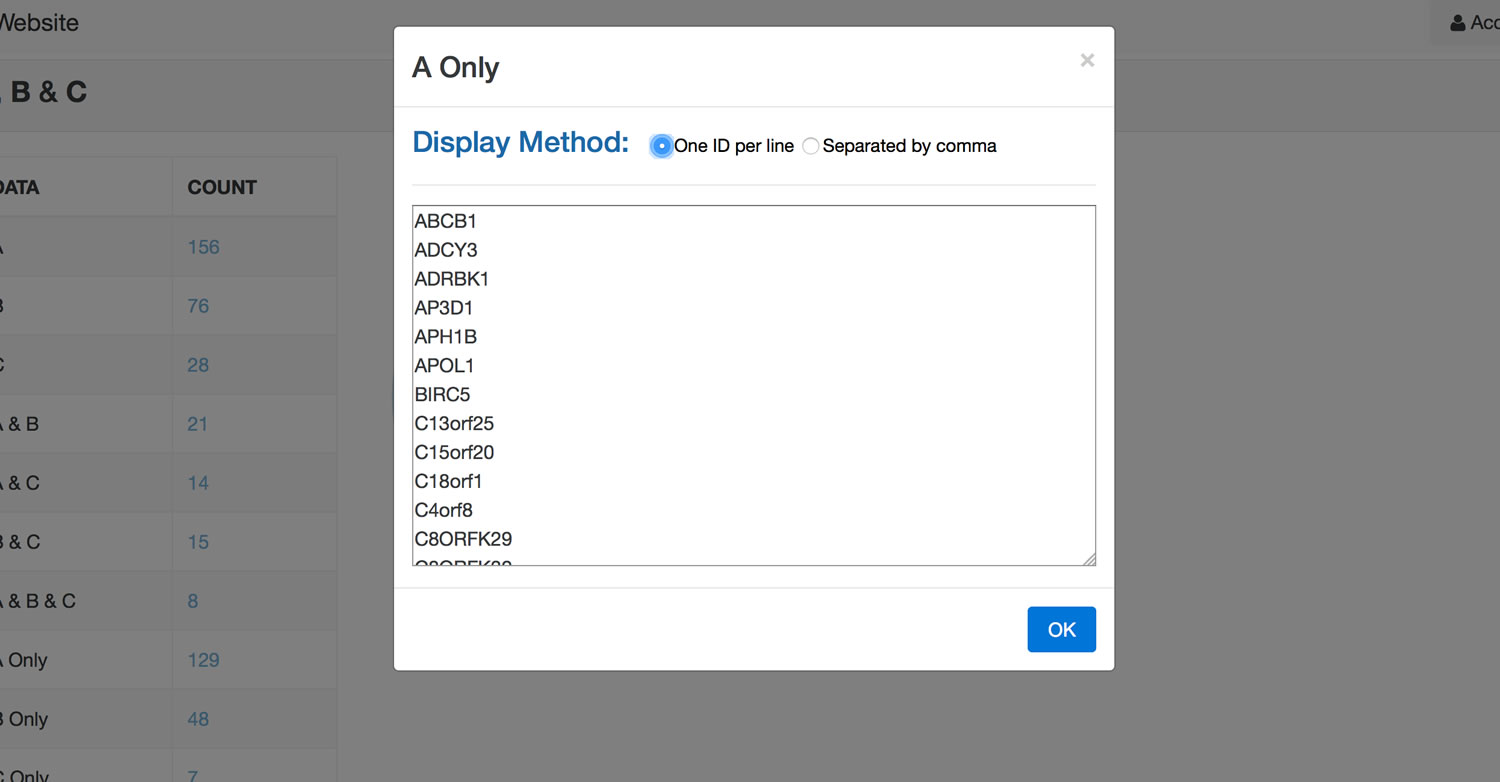 Website
Acc
B & C
A Only
×
Display Method:
One ID per line
Separated by comma
DATA
COUNT
A
156
B
76
C
28
A & B
21
A & C
14
B & C
15
A & B & C
8
A Only
129
B Only
48
C Only
7
ABCB1
ADCY3
ADRBK1
AP3D1
APH1B
APOL1
BIRC5
C13orf25
C15orf20
C18orf1
C4orf8
C8ORFK29
OK